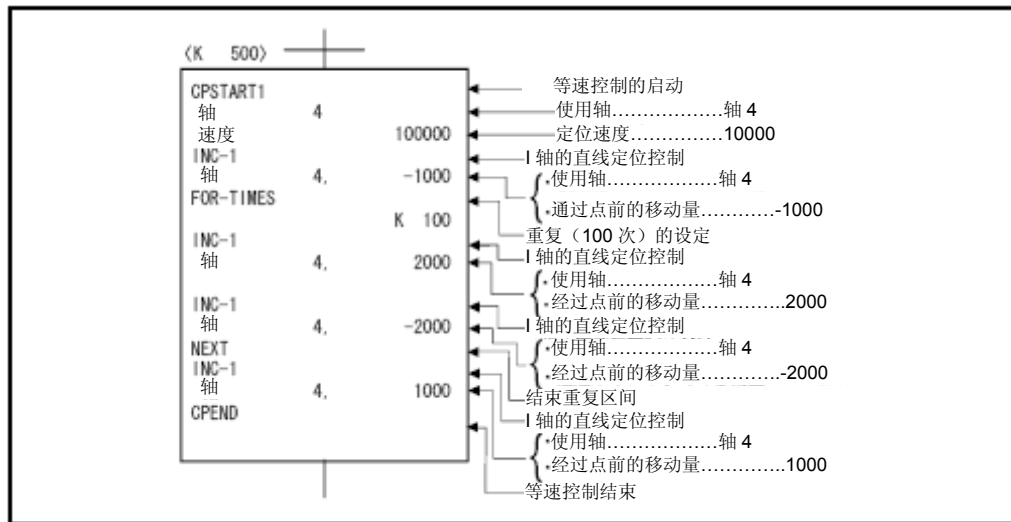 〈K 500〉
CPSTART1
轴 4
速度 100000
INC-1
轴 4, -1000
FOR-TIMES
K 100
INC-1
轴 4, 2000
INC-1
轴 4, -2000
NEXT
INC-1
轴 4, 1000
CPEND
等速控制的启动
使用轴………………轴 4
定位速度……………10000
I 轴的直线定位控制
*使用轴………………轴 4
*通过点前的移动量…………-1000
重复（100 次）的设定
I 轴的直线定位控制
*使用轴………………轴 4
*经过点前的移动量…………..2000
I 轴的直线定位控制
*使用轴………………轴 4
*经过点前的移动量………….-2000
结束重复区间
I 轴的直线定位控制
*使用轴………………轴 4
*经过点前的移动量…………..1000
等速控制结束